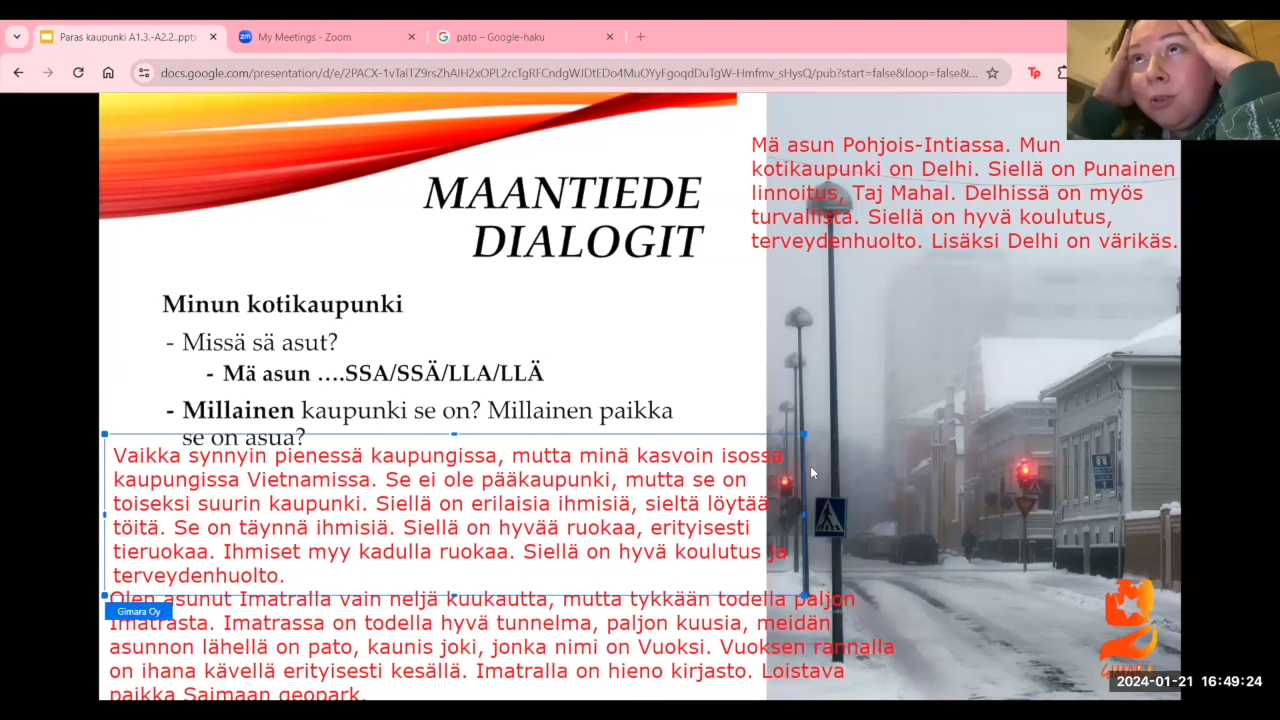 Paras kaupunki A1.3.-A2.2..pptx
My Meetings - Zoom
pato – Google-haku
docs.google.com/presentation/d/e/2PACX-1vTaITZ9rsZhAIH2xOPL2rcTgRFCndgWJDtEDo4MuOYyFgoqdDuTgW-Hmfmv_sHysQ/pub?start=false&loop=false&...
Mä asun Pohjois-Intiassa. Mun
kotikaupunki on Delhi. Siellä on Punainen
linnoitus, Taj Mahal. Delhissä on myös
turvallista. Siellä on hyvä koulutus,
terveydenhuolto. Lisäksi Delhi on värikäs.
MAANTIEDE
DIALOGIT
Minun kotikaupunki
- Missä sä asut?
- Mä asun ….SSA/SSÄ/LLA/LLÄ
- Millainen kaupunki se on? Millainen paikka
se on asua?
Vaikka synnyin pienessä kaupungissa, mutta minä kasvoin isossa
kaupungissa Vietnamissa. Se ei ole pääkaupunki, mutta se on
toiseksi suurin kaupunki. Siellä on erilaisia ihmisiä, sieltä löytää
töitä. Se on täynnä ihmisiä. Siellä on hyvää ruokaa, erityisesti
tieruokaa. Ihmiset myy kadulla ruokaa. Siellä on hyvä koulutus ja
terveydenhuolto.
Olen asunut Imatralla vain neljä kuukautta, mutta tykkään todella paljon
Imatrasta. Imatrassa on todella hyvä tunnelma, paljon kuusia, meidän
asunnon lähellä on pato, kaunis joki, jonka nimi on Vuoksi. Vuoksen rannalla
on ihana kävellä erityisesti kesällä. Imatralla on hieno kirjasto. Loistava
paikka Saimaan geopark.
Gimara Oy
2024-01-21 16:49:24